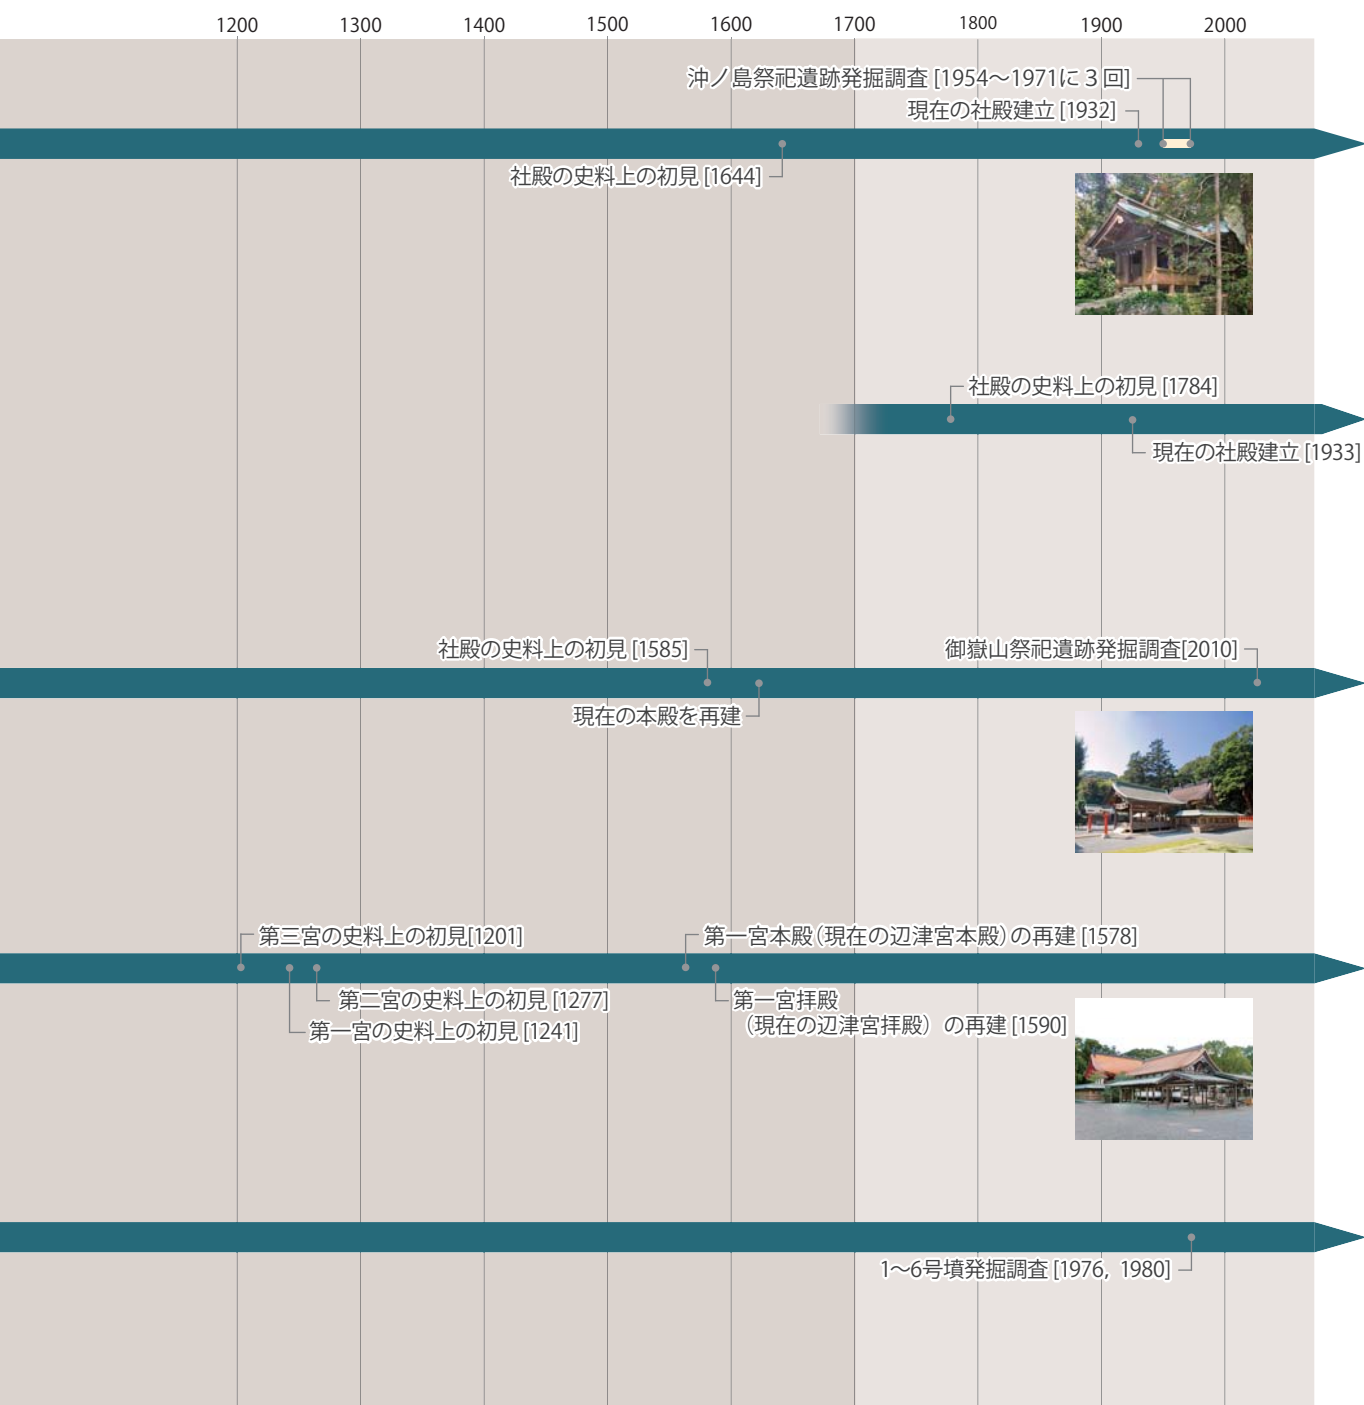 1200 1300 1400 1500 1600 1700 1800 1900 2000
沖ノ島祭祀遺跡発掘調査 [1954～1971に３回]
現在の社殿建立 [1932]
社殿の史料上の初見 [1644]
社殿の史料上の初見 [1784]
現在の社殿建立 [1933]
社殿の史料上の初見 [1585]
御嶽山祭祀遺跡発掘調査[2010]
現在の本殿を再建
第三宮の史料上の初見[1201]
第一宮本殿（現在の辺津宮本殿）の再建 [1578]
第二宮の史料上の初見 [1277]
第一宮の史料上の初見 [1241]
第一宮拝殿
（現在の辺津宮拝殿）の再建 [1590]
1～6号墳発掘調査 [1976, 1980]